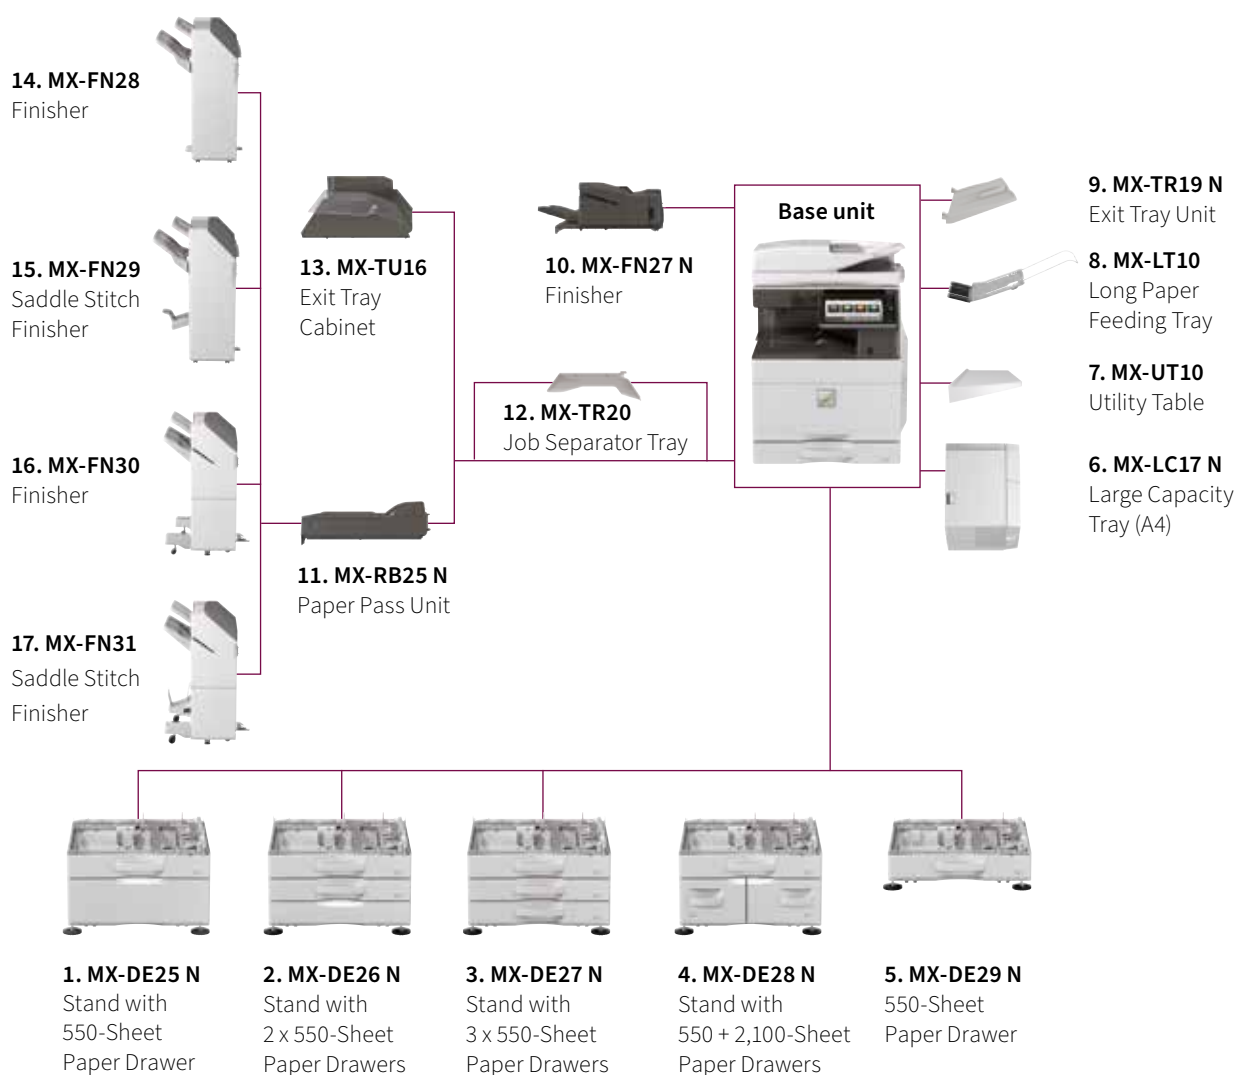 14. MX-FN28
Finisher
15. MX-FN29
Saddle Stitch
Finisher
16. MX-FN30
Finisher
17. MX-FN31
Saddle Stitch
Finisher
13. MX-TU16
Exit Tray
Cabinet
11. MX-RB25 N
Paper Pass Unit
10. MX-FN27 N
Finisher
12. MX-TR20
Job Separator Tray
Base unit
9. MX-TR19 N
Exit Tray Unit
8. MX-LT10
Long Paper
Feeding Tray
7. MX-UT10
Utility Table
6. MX-LC17 N
Large Capacity
Tray (A4)
1. MX-DE25 N
Stand with
550-Sheet
Paper Drawer
2. MX-DE26 N
Stand with
2 x 550-Sheet
Paper Drawers
3. MX-DE27 N
Stand with
3 x 550-Sheet
Paper Drawers
4. MX-DE28 N
Stand with
550 + 2,100-Sheet
Paper Drawers
5. MX-DE29 N
550-Sheet
Paper Drawer